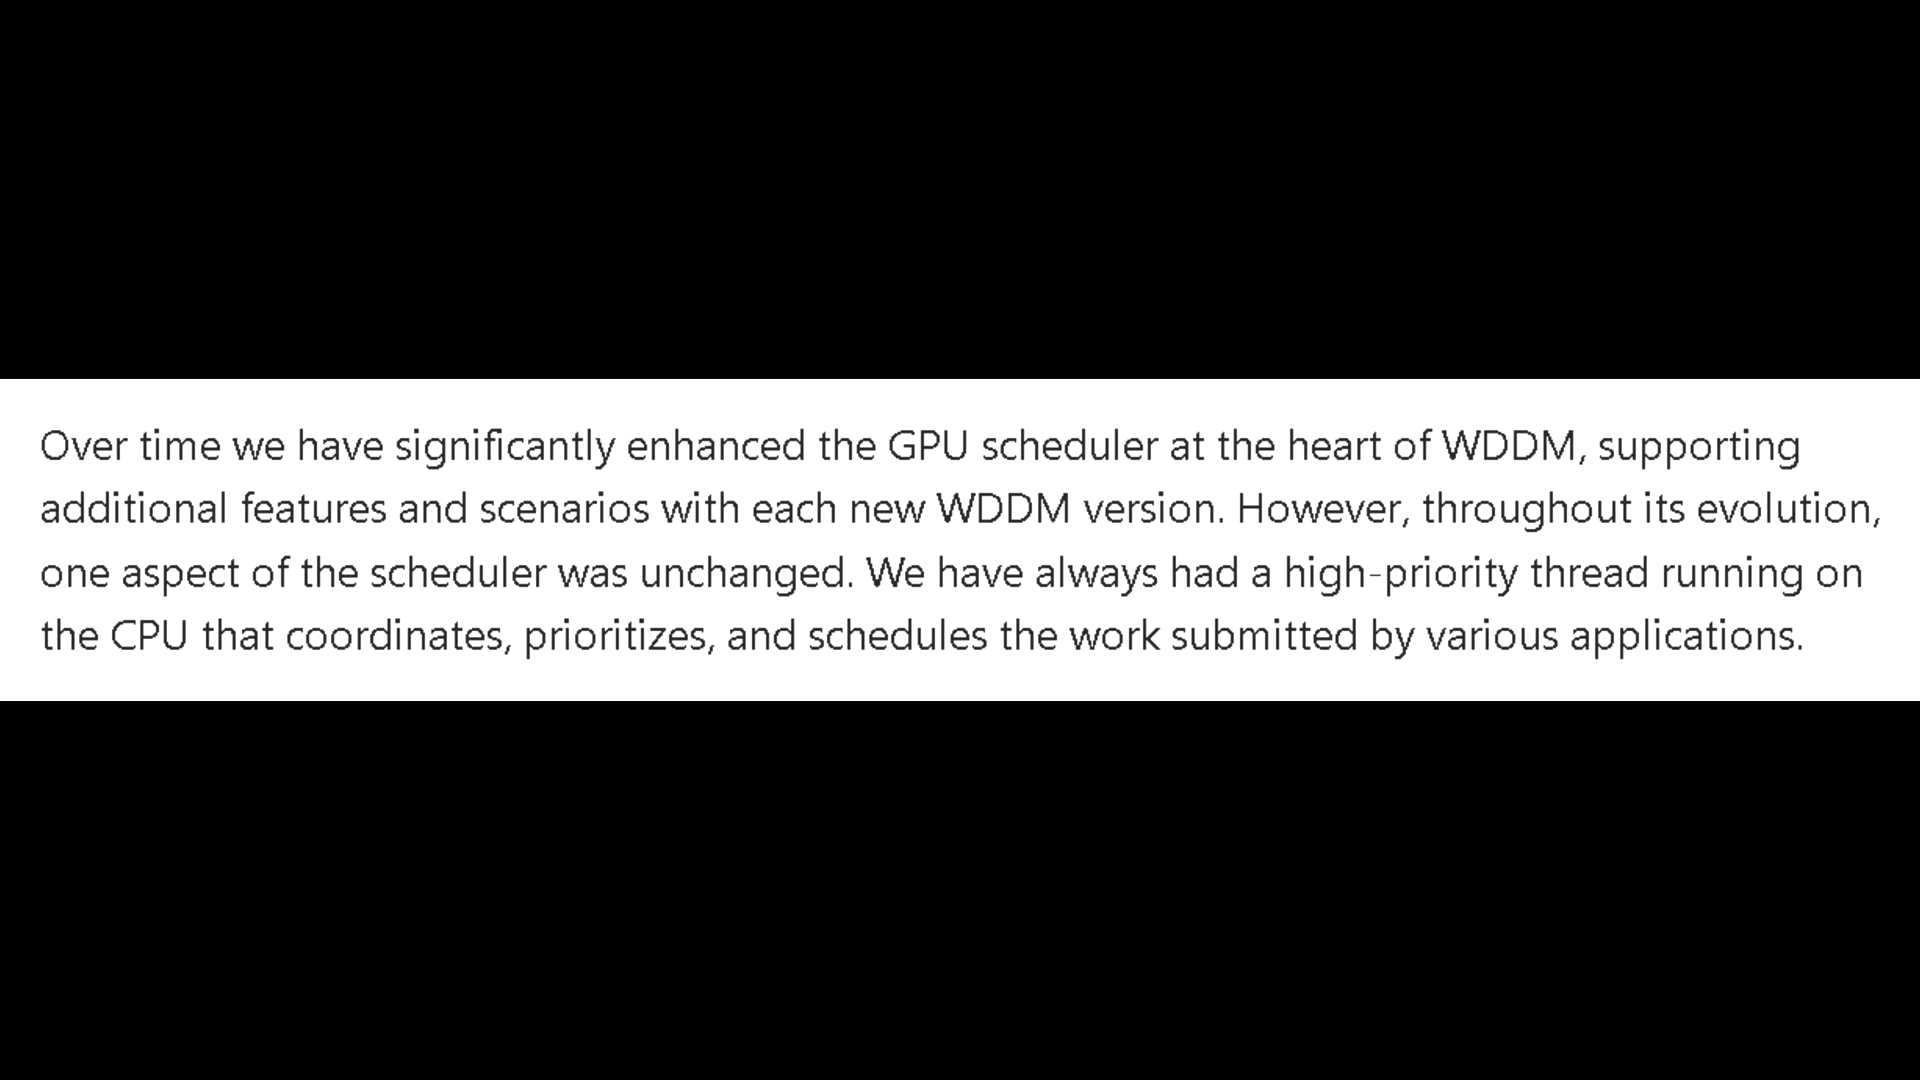 Over time we have significantly enhanced the GPU scheduler at the heart of WDDM, supporting
additional features and scenarios with each new WDDM version. However, throughout its evolution,
one aspect of the scheduler was unchanged. We have always had a high-priority thread running on
the CPU that coordinates, prioritizes, and schedules the work submitted by various applications.